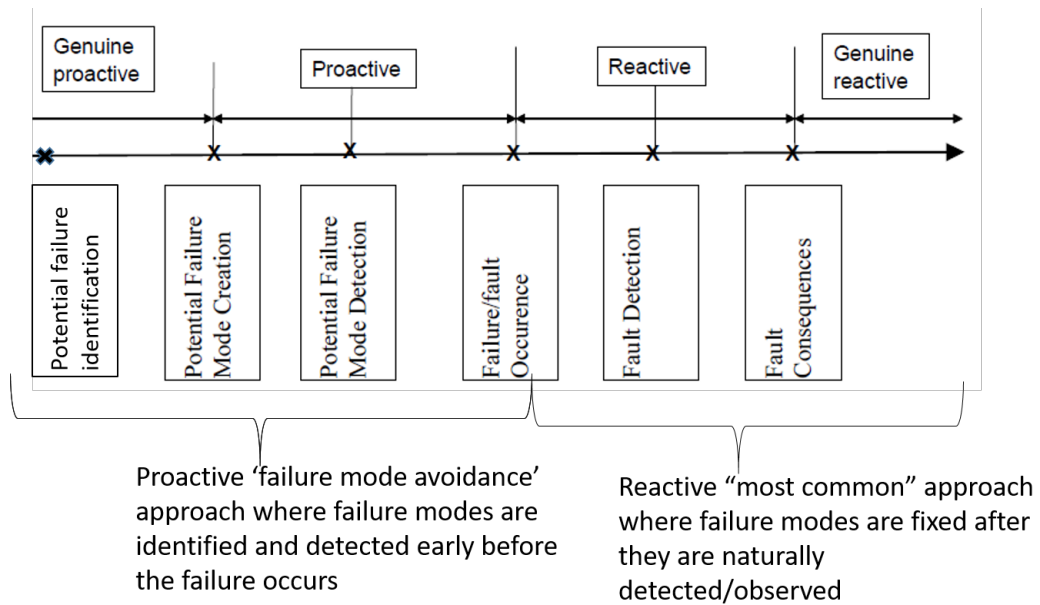 Genuine
proactive
Proactive
Reactive
Genuine
reactive
X
X
X
X
X
X
Potential failure
identification
Potential Failure
Mode Creation
Potential Failure
Mode Detection
Failure/fault
Occurence
Fault Detection
Fault
Consequences
Proactive ‘failure mode avoidance’
approach where failure modes are
identified and detected early before
the failure occurs
Reactive “most common” approach
where failure modes are fixed after
they are naturally
detected/observed